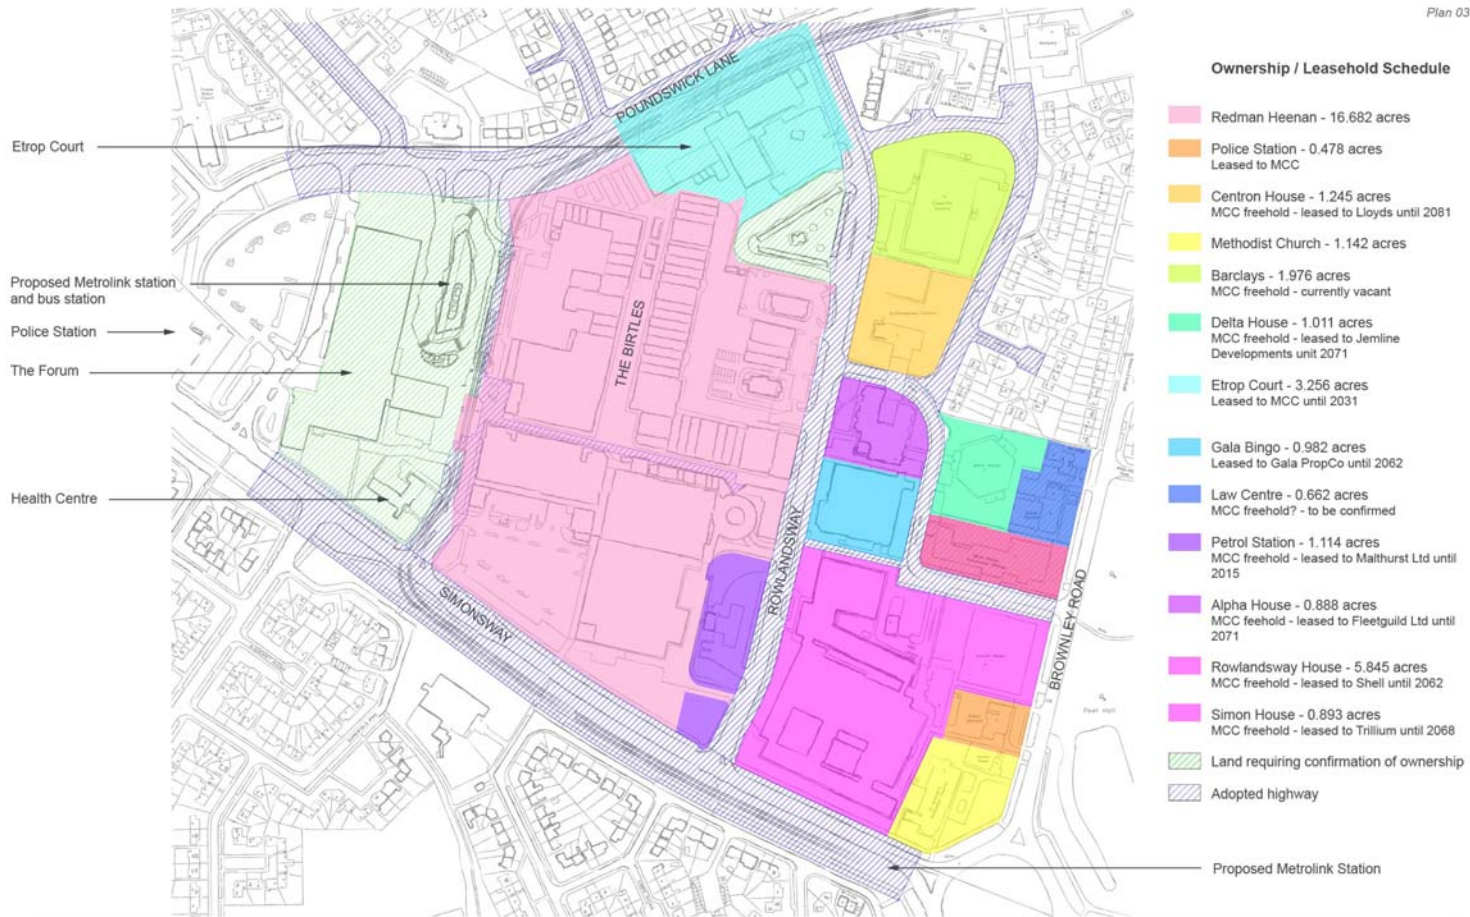 Plan 03
Ownership / Leasehold Schedule
Redman Heenan - 16.682 acres
Police Station - 0.478 acres
Leased to MCC
Centron House - 1.245 acres
MCC freehold - leased to Lloyds until 2081
Methodist Church - 1.142 acres
Barclays - 1.976 acres
MCC freehold - currently vacant
Delta House - 1.011 acres
MCC freehold - leased to Jemline
Developments unit 2071
Etrop Court - 3.256 acres
Leased to MCC until 2031
Gala Bingo - 0.982 acres
Leased to Gala PropCo until 2062
Law Centre - 0.662 acres
MCC freehold? - to be confirmed
Petrol Station - 1.114 acres
MCC freehold - leased to Malthurst Ltd until
2015
Alpha House - 0.888 acres
MCC feehold - leased to Fleetguild Ltd until
2071
Rowlandsway House - 5.845 acres
MCC freehold - leased to Shell until 2062
Simon House - 0.893 acres
MCC freehold - leased to Trillium until 2068
Land requiring confirmation of ownership
Adopted highway
Etrop Court
Proposed Metrolink station
and bus station
Police Station
The Forum
Health Centre
POUNDSWICK LANE
THE BIRTLES
ROWLANDSWAY
SIMONSWAY
BROWNLEY ROAD
Proposed Metrolink Station